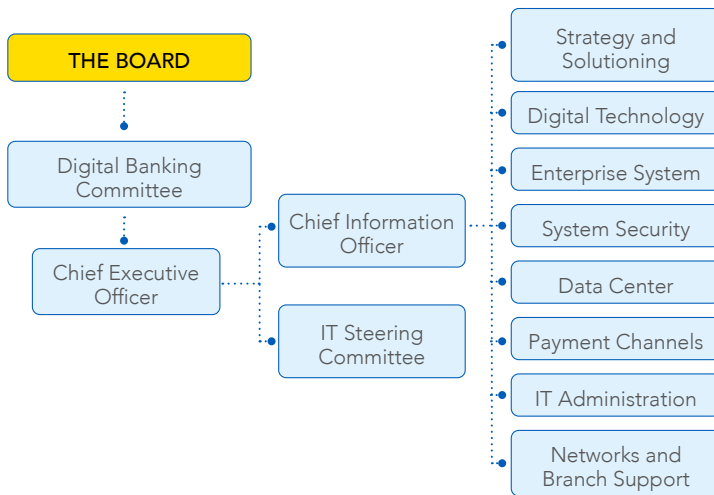 THE BOARD
Digital Banking
Committee
Chief Executive
Officer
Chief Information
Officer
IT Steering
Committee
Strategy and
Solutioning
Digital Technology
Enterprise System
System Security
Data Center
Payment Channels
IT Administration
Networks and
Branch Support